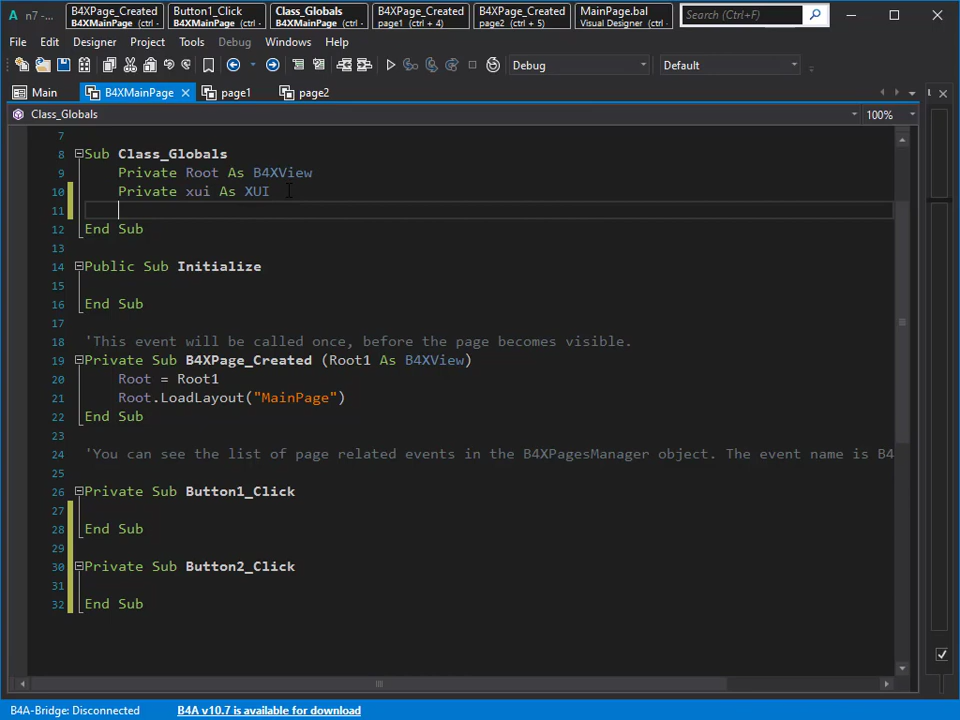 n7 -...
B4XPage_Created
B4XMainPage (ctrl -
Button1_Click
B4XMainPage
Class_Globals
B4XMainPage (ctrl -
B4XPage_Created
page1 (ctrl + 4)
B4XPage_Created
page2 (ctrl + 5)
MainPage.bal
Visual Designer (ctrl -
Search (Ctrl+F)
File Edit Designer Project Tools Debug Windows Help
Debug Default
Main B4XMainPage page1 page2
Class_Globals 100%
7
8 Sub Class_Globals
9 Private Root As B4XView
10 Private xui As XUI
11
12 End Sub
13
14 Public Sub Initialize
15
16 End Sub
17
18 'This event will be called once, before the page becomes visible.
19 Private Sub B4XPage_Created (Root1 As B4XView)
20 Root = Root1
21 Root.LoadLayout("MainPage")
22 End Sub
23
24 'You can see the list of page related events in the B4XPagesManager object. The event name is B4
25
26 Private Sub Button1_Click
27
28 End Sub
29
30 Private Sub Button2_Click
31
32 End Sub
B4A-Bridge: Disconnected B4A v10.7 is available for download